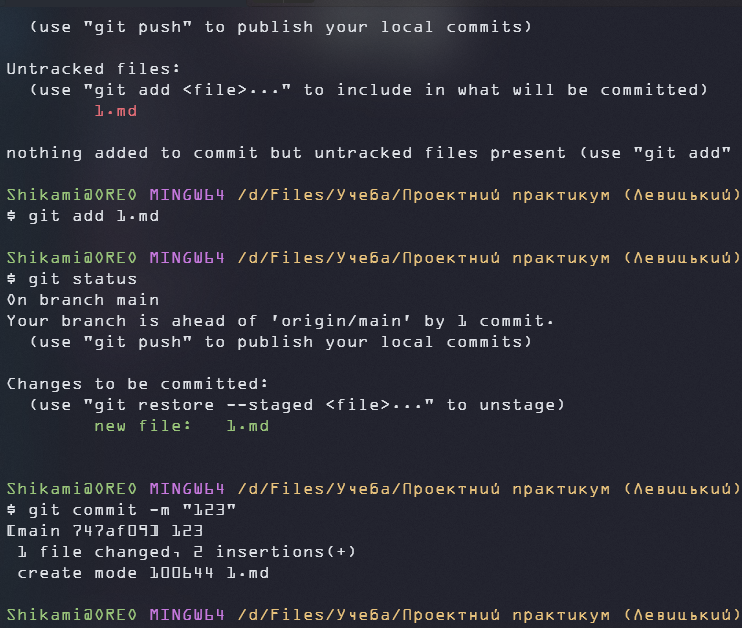 (use "git push" to publish your local commits)
Untracked files:
(use "git add <file>..." to include in what will be committed)
1.md
nothing added to commit but untracked files present (use "git add"
Shikami@OREO MINGW64 /d/Files/Учеба/Проектний практикум (Левицький)
$ git add 1.md
Shikami@OREO MINGW64 /d/Files/Учеба/Проектний практикум (Левицький)
$ git status
On branch main
Your branch is ahead of 'origin/main' by 1 commit.
(use "git push" to publish your local commits)
Changes to be committed:
(use "git restore --staged <file>..." to unstage)
new file:   1.md
Shikami@OREO MINGW64 /d/Files/Учеба/Проектний практикум (Левицький)
$ git commit -m "123"
[main 747af09] 123
1 file changed, 2 insertions(+)
create mode 100644 1.md
Shikami@OREO MINGW64 /d/Files/Учеба/Проектний практикум (Левицький)